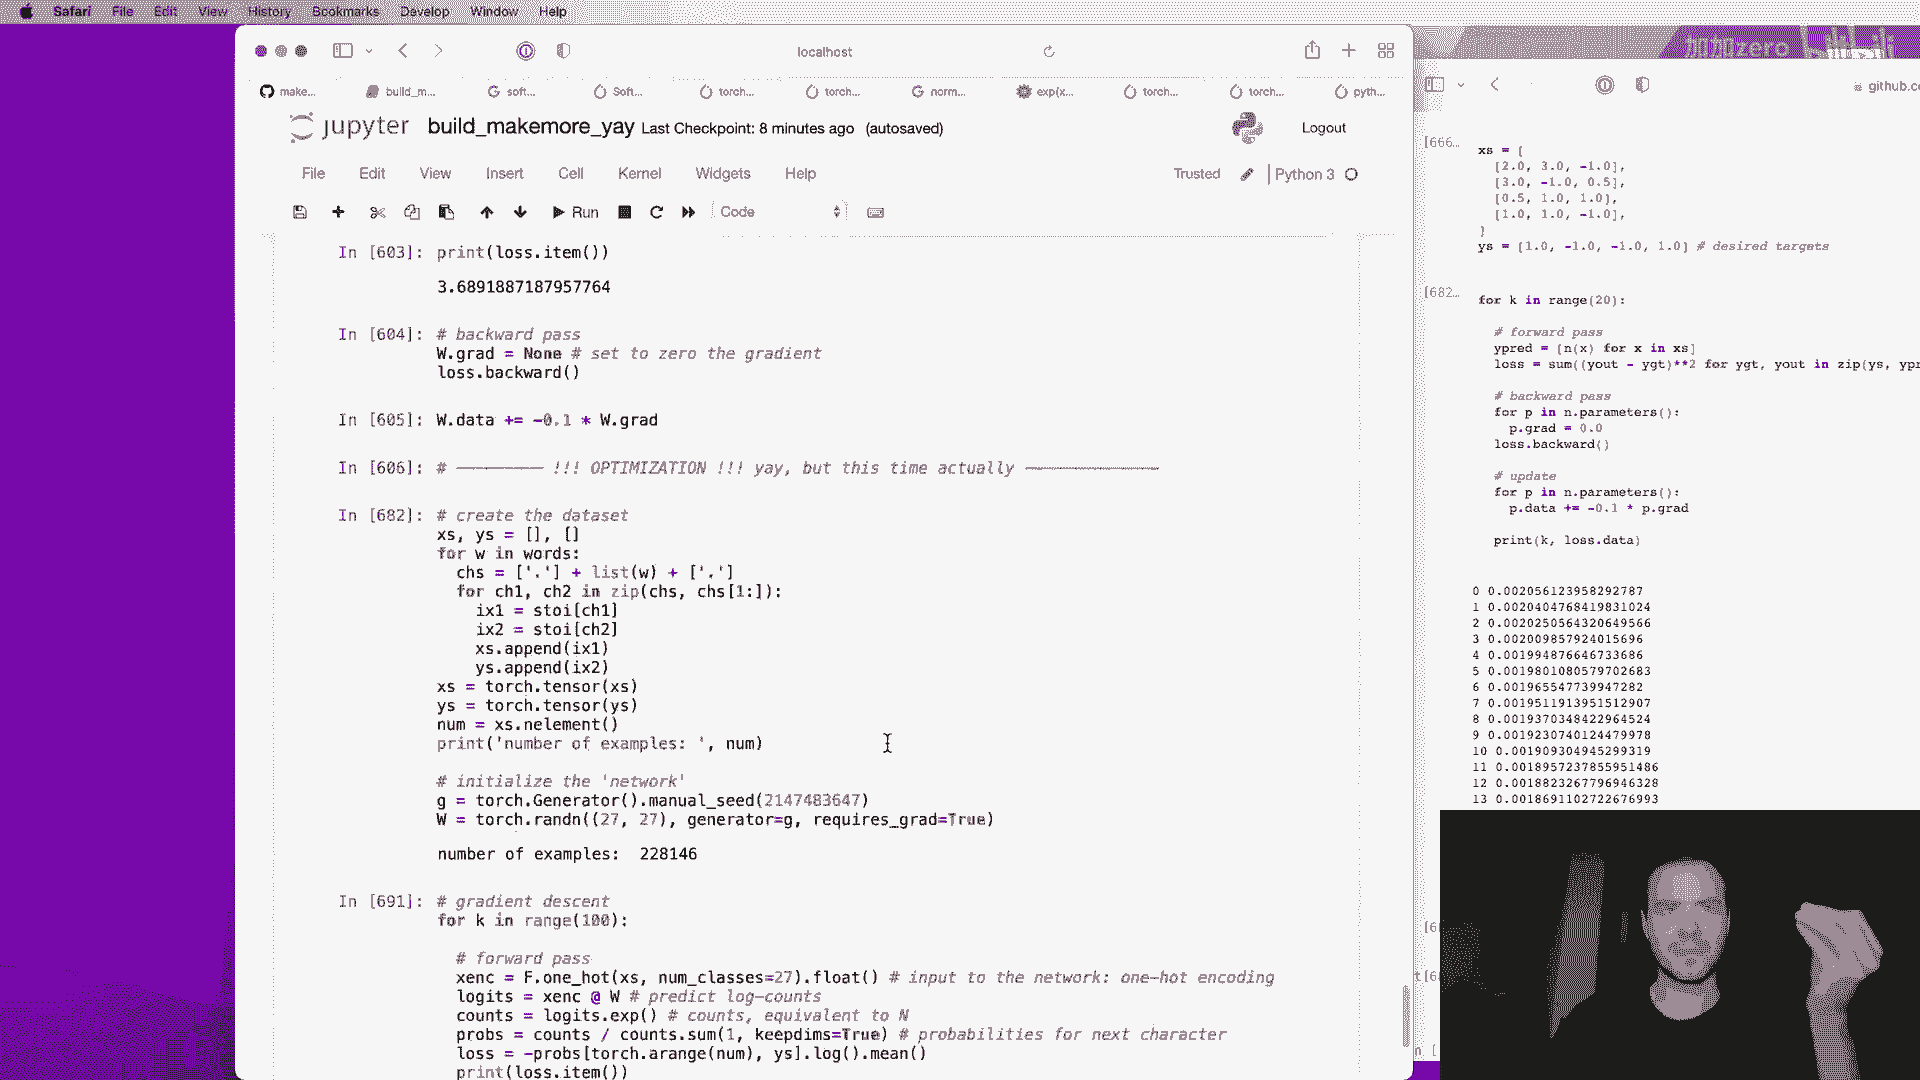 Safari File Edit View History Bookmarks Develop Window Help
localhost
make... build_m... G soft... Soft... torch... torch... G norm... exp(x... torch... torch... pyth...
jupyter build_makemore_yay Last Checkpoint: 8 minutes ago (autosaved) Logout
File Edit View Insert Cell Kernel Widgets Help Trusted Python 3
Run Code
In [603]: print(loss.item())
3.6891887187957764
In [604]: # backward pass
W.grad = None # set to zero the gradient
loss.backward()
In [605]: W.data += -0.1 * W.grad
In [606]: # ————————— !!! OPTIMIZATION !!! yay, but this time actually ——————————————
In [682]: # create the dataset
xs, ys = [], []
for w in words:
chs = ['.'] + list(w) + ['.']
for ch1, ch2 in zip(chs, chs[1:]):
ix1 = stoi[ch1]
ix2 = stoi[ch2]
xs.append(ix1)
ys.append(ix2)
xs = torch.tensor(xs)
ys = torch.tensor(ys)
num = xs.nelement()
print('number of examples: ', num)
# initialize the 'network'
g = torch.Generator().manual_seed(2147483647)
W = torch.randn((27, 27), generator=g, requires_grad=True)
number of examples:  228146
In [691]: # gradient descent
for k in range(100):
# forward pass
xenc = F.one_hot(xs, num_classes=27).float() # input to the network: one-hot encoding
logits = xenc @ W # predict log-counts
counts = logits.exp() # counts, equivalent to N
probs = counts / counts.sum(1, keepdims=True) # probabilities for next character
loss = -probs[torch.arange(num), ys].log().mean()
print(loss.item())
加加zero
github.co
[666...
xs = [
[2.0, 3.0, -1.0],
[3.0, -1.0, 0.5],
[0.5, 1.0, 1.0],
[1.0, 1.0, -1.0],
]
ys = [1.0, -1.0, -1.0, 1.0] # desired targets
[682...
for k in range(20):
# forward pass
ypred = [n(x) for x in xs]
loss = sum((yout - ygt)**2 for ygt, yout in zip(ys, ypr
# backward pass
for p in n.parameters():
p.grad = 0.0
loss.backward()
# update
for p in n.parameters():
p.data += -0.1 * p.grad
print(k, loss.data)
0 0.002056123958292787
1 0.0020404768419831024
2 0.0020250564320649566
3 0.002009857924015696
4 0.001994876646733686
5 0.0019801080579702683
6 0.001965547739947282
7 0.0019511913951512907
8 0.0019370348422964524
9 0.0019230740124479978
10 0.001909304945299319
11 0.0018957237855951486
12 0.0018823267796946328
13 0.0018691102722676993